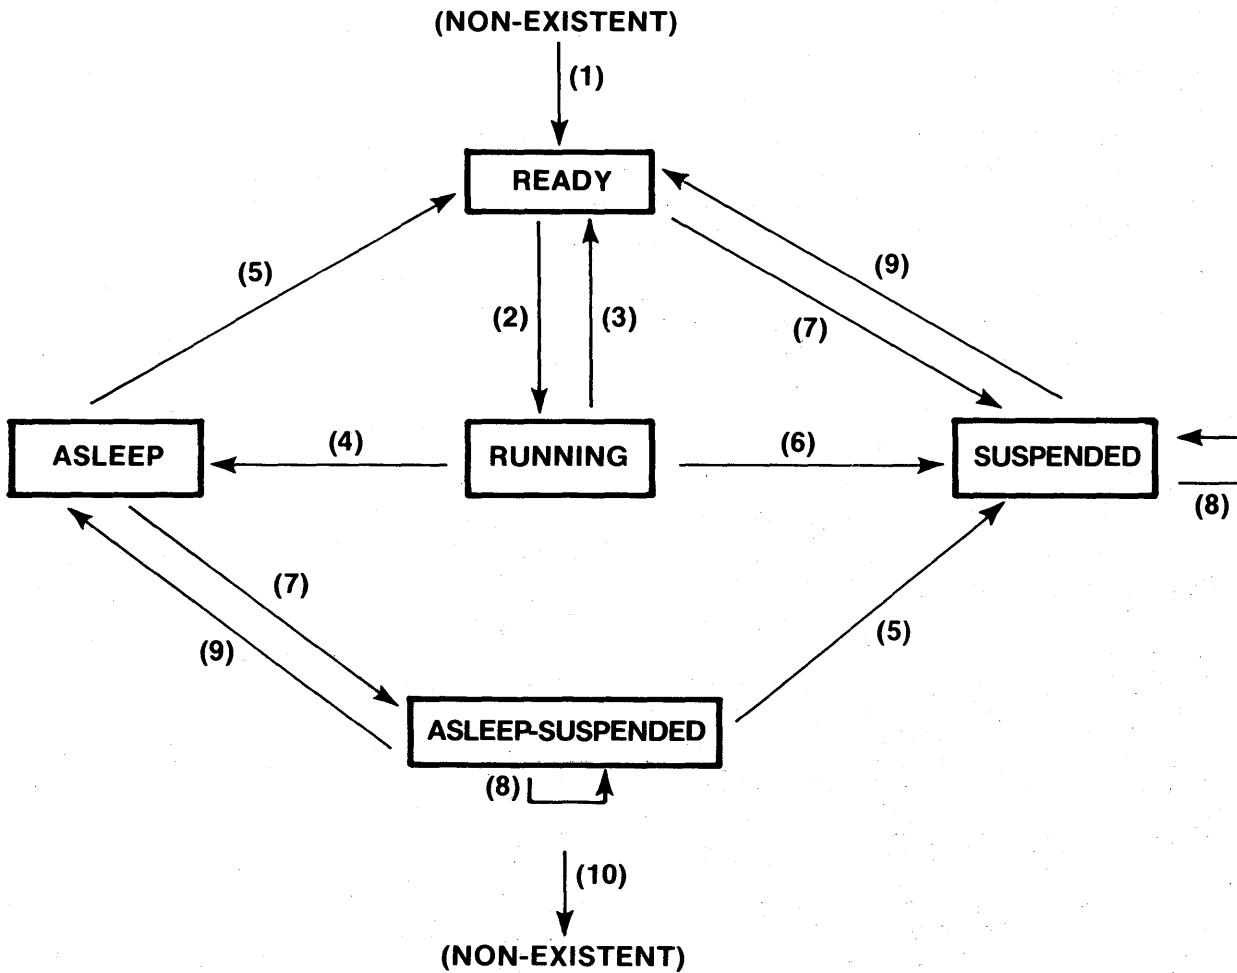 (NON-EXISTENT)
(1)
READY
(5)
(9)
(2)
(3)
(7)
ASLEEP
(4)
RUNNING
(6)
SUSPENDED
(8)
(7)
(9)
(5)
ASLEEP-SUSPENDED
(8)
(10)
(NON-EXISTENT)